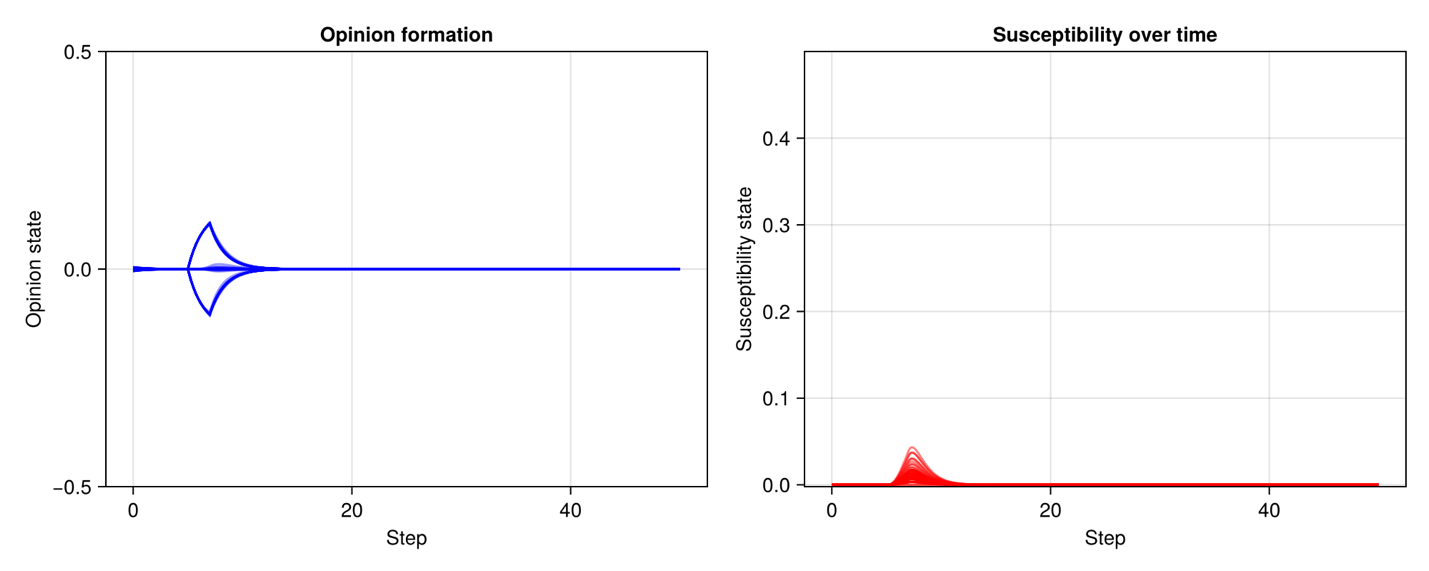 Opinion formation
0.5
0.0
−0.5
Opinion state
0 20 40
Step
Susceptibility over time
0.4
0.3
0.2
0.1
0.0
Susceptibility state
0 20 40
Step